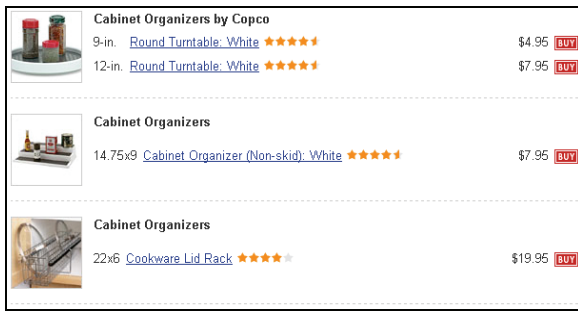 Cabinet Organizers by Copco
9-in. Round Turntable: White $4.95 BUY
12-in. Round Turntable: White $7.95 BUY
Cabinet Organizers
14.75x9 Cabinet Organizer (Non-skid): White $7.95 BUY
Cabinet Organizers
22x6 Cookware Lid Rack $19.95 BUY